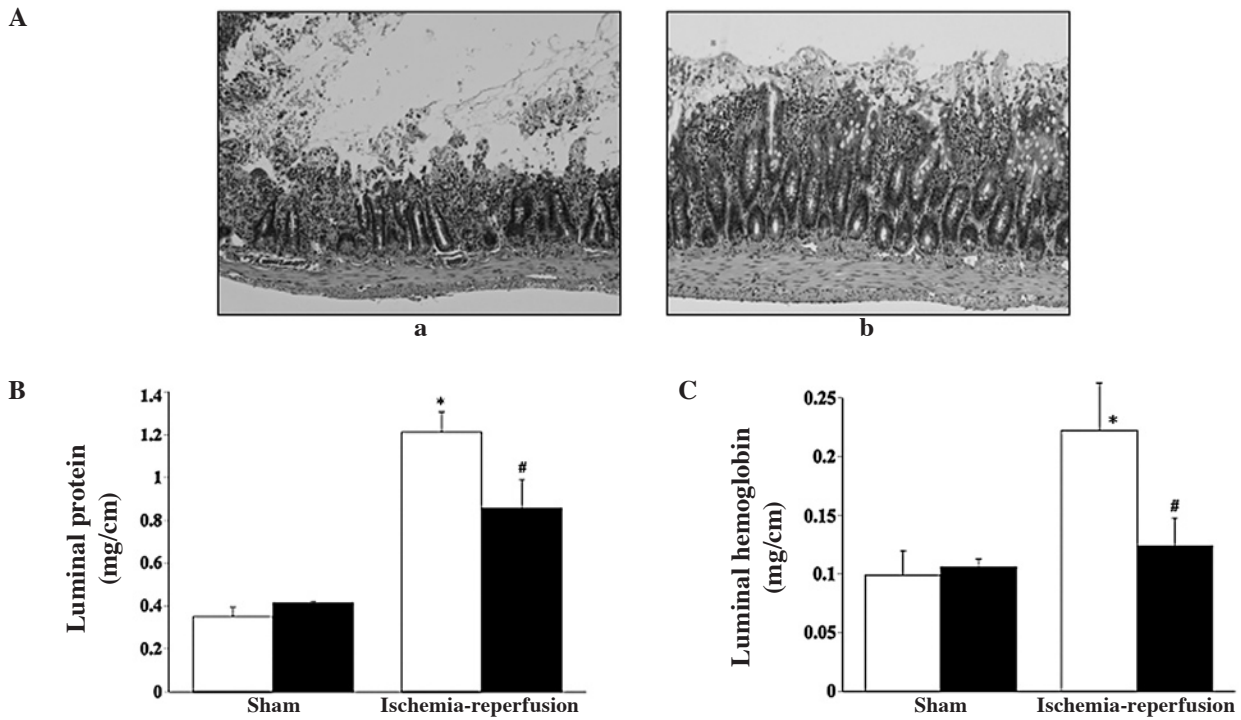 A
a
b
B
Luminal protein
(mg/cm)
1.4
1.2
1
0.8
0.6
0.4
0.2
0
*
#
Sham
Ischemia-reperfusion
C
Luminal hemoglobin
(mg/cm)
0.25
0.2
0.15
0.1
0.05
0
*
#
Sham
Ischemia-reperfusion